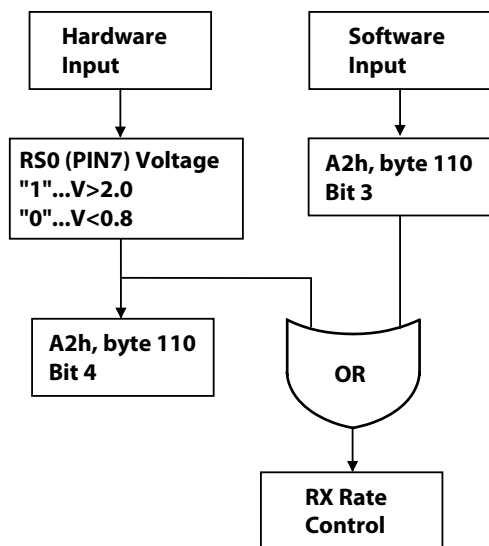 Hardware
Input
Software
Input
RS0 (PIN7) Voltage
"1"...V>2.0
"0"...V<0.8
A2h, byte 110
Bit 3
A2h, byte 110
Bit 4
OR
RX Rate
Control